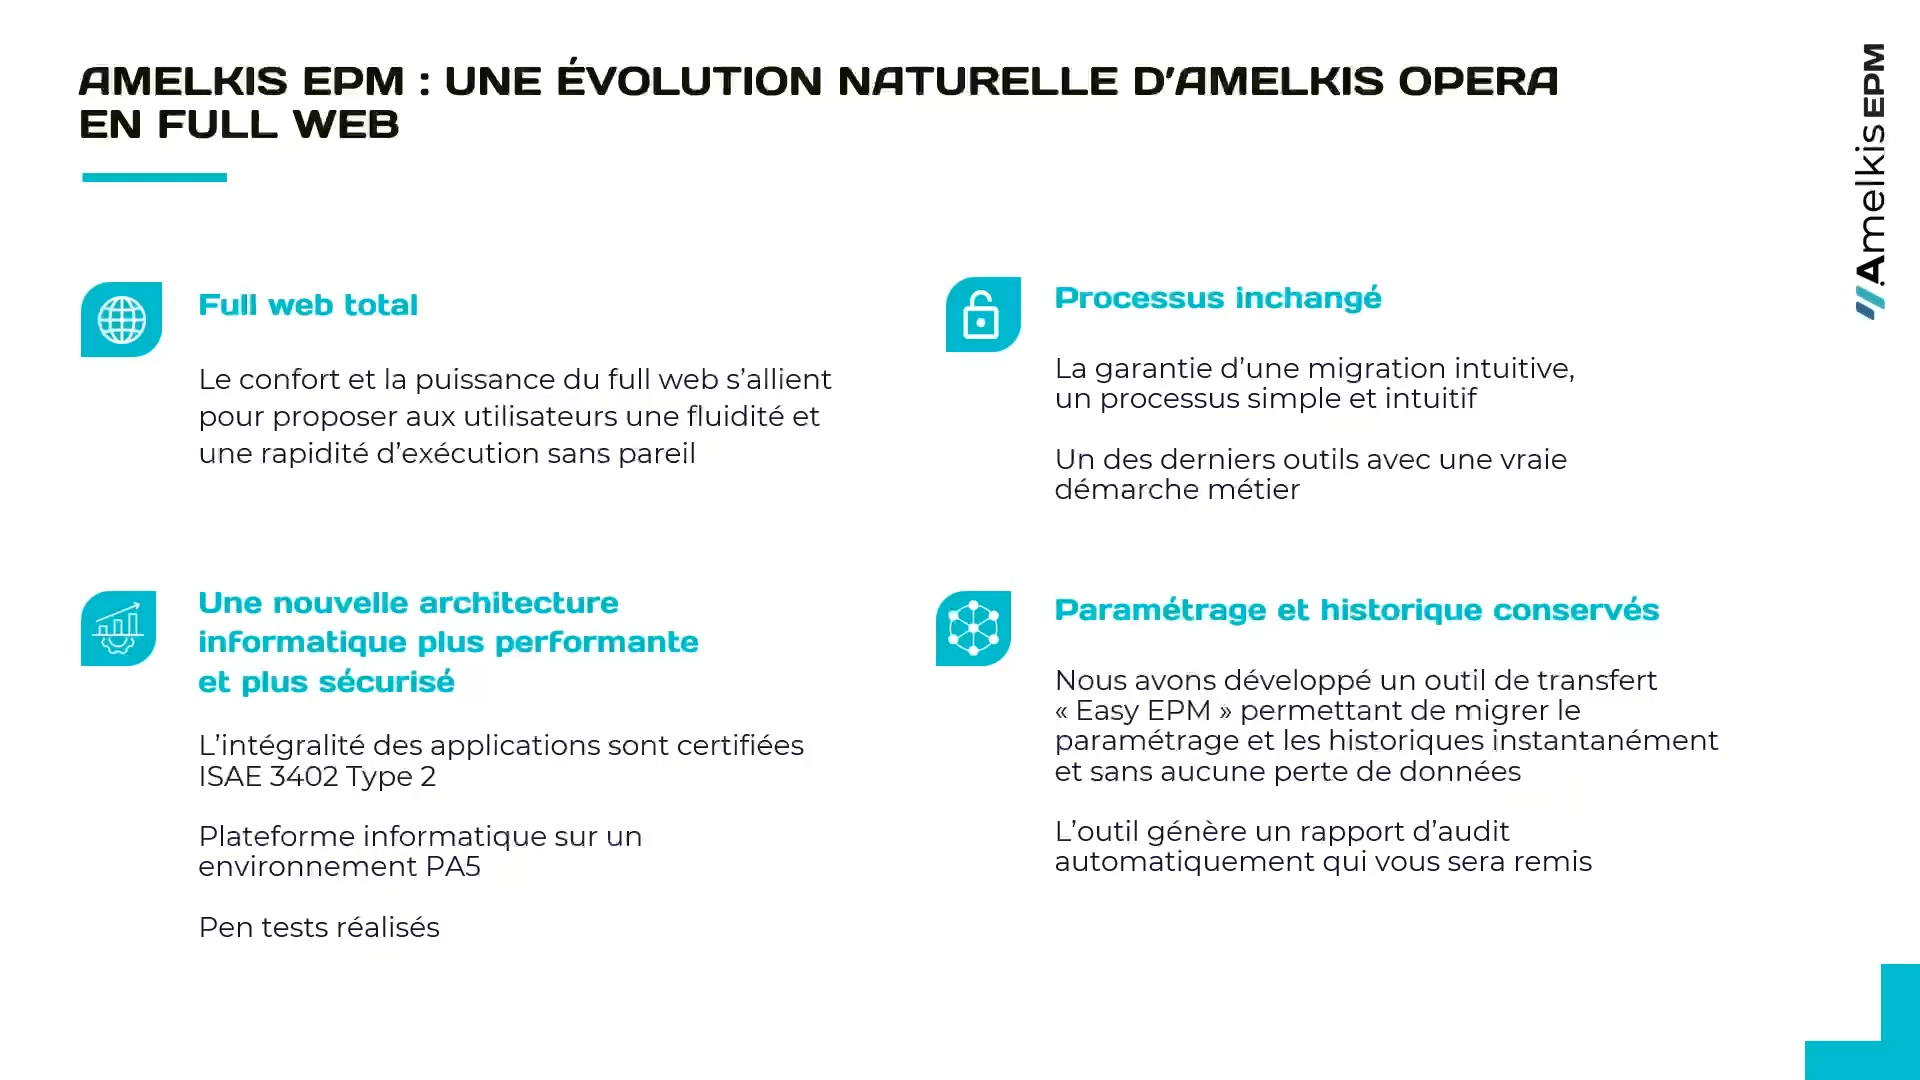 AMELKIS EPM : UNE ÉVOLUTION NATURELLE D'AMELKIS OPERA
EN FULL WEB
Amelkis EPM
Full web total
Le confort et la puissance du full web s'allient
pour proposer aux utilisateurs une fluidité et
une rapidité d'exécution sans pareil
Processus inchangé
La garantie d'une migration intuitive,
un processus simple et intuitif
Un des derniers outils avec une vraie
démarche métier
Une nouvelle architecture
informatique plus performante
et plus sécurisé
L'intégralité des applications sont certifiées
ISAE 3402 Type 2
Plateforme informatique sur un
environnement PA5
Pen tests réalisés
Paramétrage et historique conservés
Nous avons développé un outil de transfert
« Easy EPM » permettant de migrer le
paramétrage et les historiques instantanément
et sans aucune perte de données
L'outil génère un rapport d'audit
automatiquement qui vous sera remis